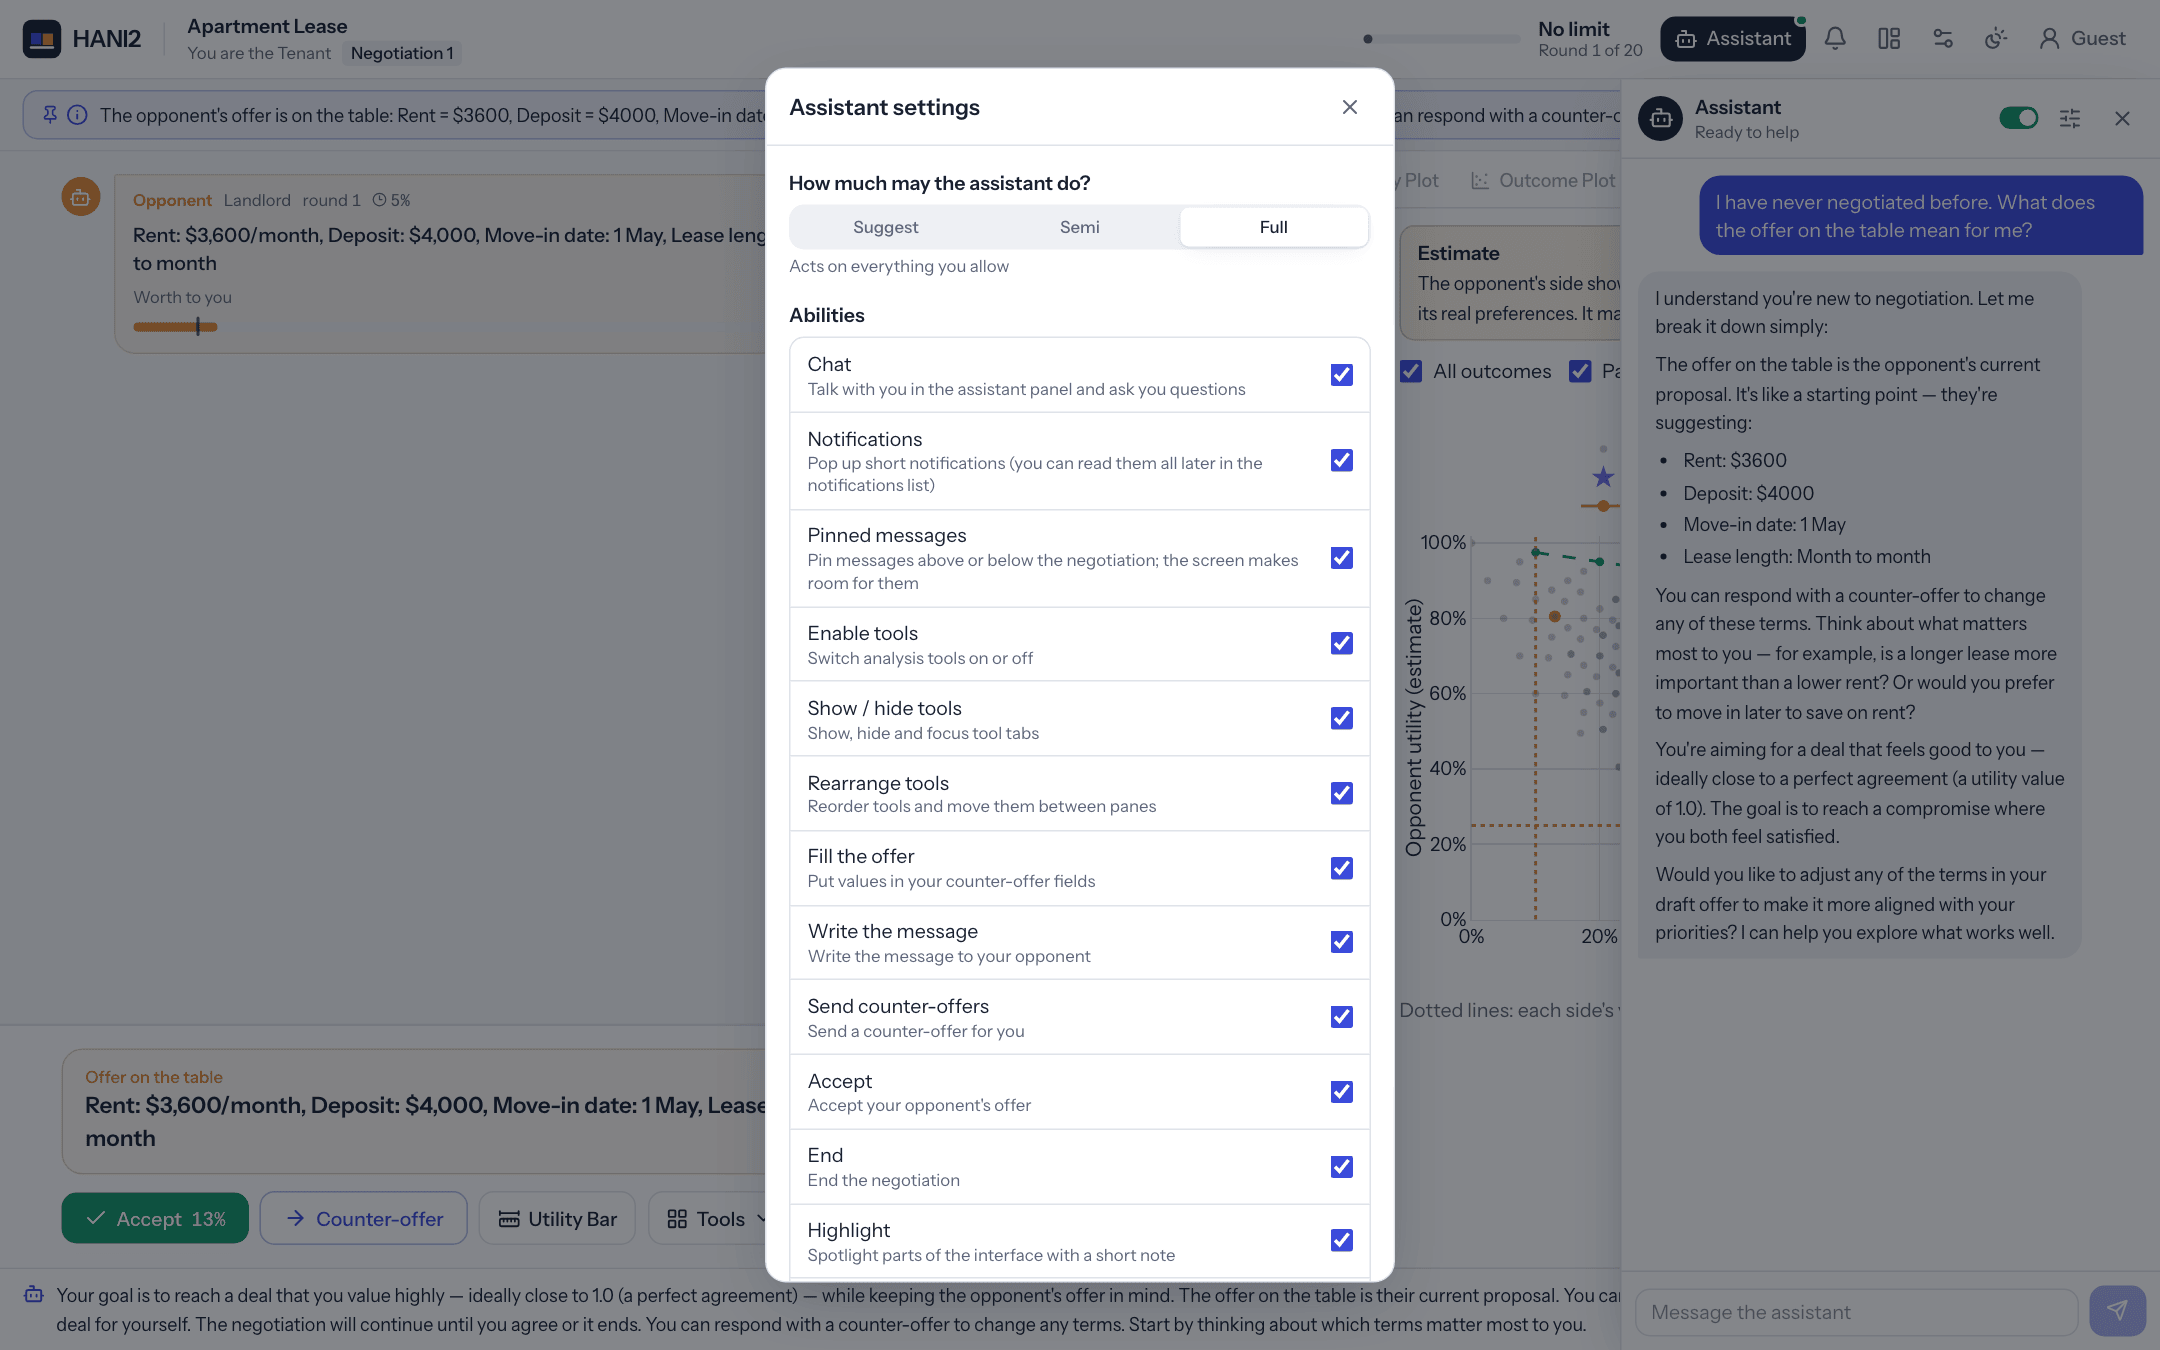 HANI2
Apartment Lease
You are the Tenant Negotiation 1
No limit
Round 1 of 20
Assistant
Guest
The opponent's offer is on the table: Rent = $3600, Deposit = $4000, Move-in date
an respond with a counter-o
Opponent Landlord round 1 5%
Rent: $3,600/month, Deposit: $4,000, Move-in date: 1 May, Lease leng
to month
Worth to you
Assistant settings
How much may the assistant do?
Suggest Semi Full
Acts on everything you allow
Abilities
Chat
Talk with you in the assistant panel and ask you questions
Notifications
Pop up short notifications (you can read them all later in the
notifications list)
Pinned messages
Pin messages above or below the negotiation; the screen makes
room for them
Enable tools
Switch analysis tools on or off
Show / hide tools
Show, hide and focus tool tabs
Rearrange tools
Reorder tools and move them between panes
Fill the offer
Put values in your counter-offer fields
Write the message
Write the message to your opponent
Send counter-offers
Send a counter-offer for you
Accept
Accept your opponent's offer
End
End the negotiation
Highlight
Spotlight parts of the interface with a short note
y Plot Outcome Plot
Estimate
The opponent's side sho
its real preferences. It ma
All outcomes Pa
Opponent utility (estimate)
100%
80%
60%
40%
20%
0%
0% 20%
Dotted lines: each side's
Assistant
Ready to help
I have never negotiated before. What does
the offer on the table mean for me?
I understand you're new to negotiation. Let me
break it down simply:
The offer on the table is the opponent's current
proposal. It's like a starting point — they're
suggesting:
• Rent: $3600
• Deposit: $4000
• Move-in date: 1 May
• Lease length: Month to month
You can respond with a counter-offer to change
any of these terms. Think about what matters
most to you — for example, is a longer lease more
important than a lower rent? Or would you prefer
to move in later to save on rent?
You're aiming for a deal that feels good to you —
ideally close to a perfect agreement (a utility value
of 1.0). The goal is to reach a compromise where
you both feel satisfied.
Would you like to adjust any of the terms in your
draft offer to make it more aligned with your
priorities? I can help you explore what works well.
Message the assistant
Offer on the table
Rent: $3,600/month, Deposit: $4,000, Move-in date: 1 May, Lease
month
Accept 13% Counter-offer Utility Bar Tools
Your goal is to reach a deal that you value highly — ideally close to 1.0 (a perfect agreement) — while keeping the opponent's offer in mind. The offer on the table is their current proposal. You can
deal for yourself. The negotiation will continue until you agree or it ends. You can respond with a counter-offer to change any terms. Start by thinking about which terms matter most to you.